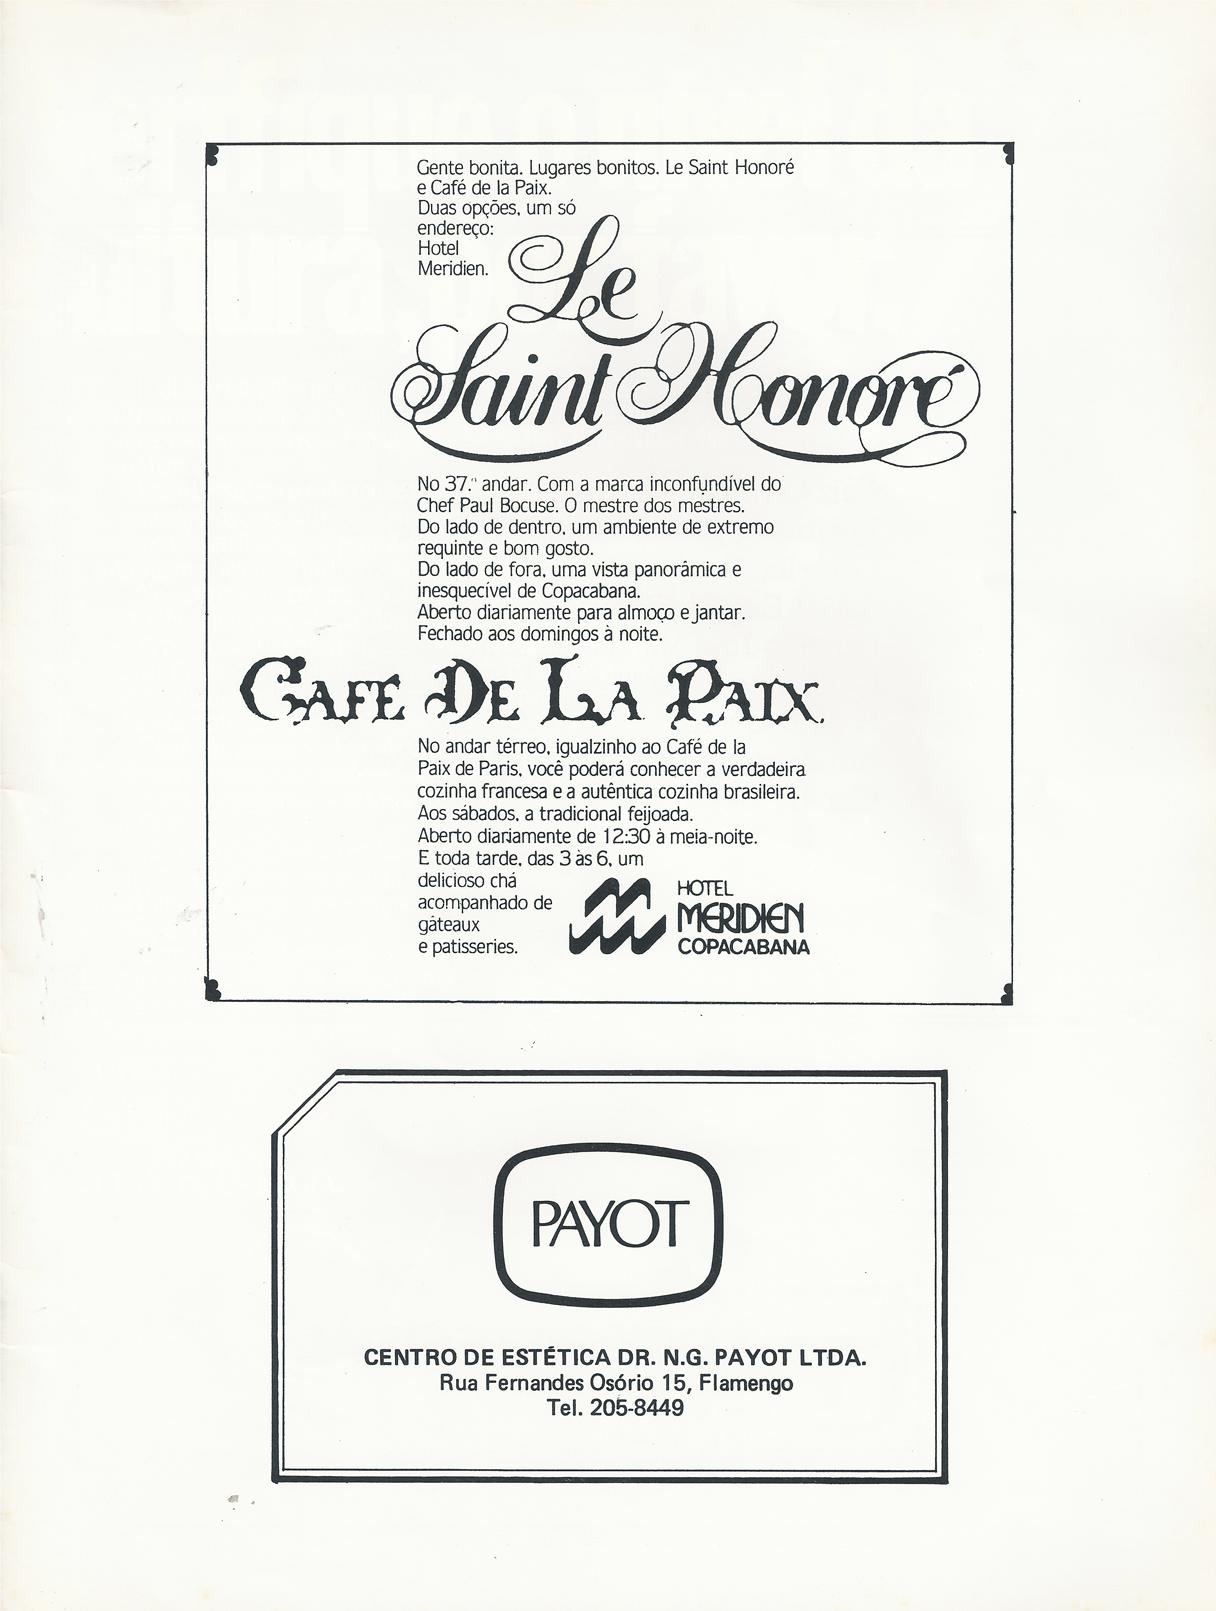 Gente bonita. Lugares bonitos. Le Saint Honoré
e Café de la Paix.
Duas opções, um só
endereço:
Hotel
Meridien.
Le
Saint Honoré
No 37.º andar. Com a marca inconfundível do
Chef Paul Bocuse. O mestre dos mestres.
Do lado de dentro, um ambiente de extremo
requinte e bom gosto.
Do lado de fora, uma vista panorâmica e
inesquecível de Copacabana.
Aberto diariamente para almoço e jantar.
Fechado aos domingos à noite.
CAFE DE LA PAIX
No andar térreo, igualzinho ao Café de la
Paix de Paris, você poderá conhecer a verdadeira
cozinha francesa e a autêntica cozinha brasileira.
Aos sábados, a tradicional feijoada.
Aberto diariamente de 12:30 à meia-noite.
E toda tarde, das 3 às 6, um
delicioso chá
acompanhado de
gâteaux
e patisseries.
HOTEL
MERIDIEN
COPACABANA
PAYOT
CENTRO DE ESTÉTICA DR. N.G. PAYOT LTDA.
Rua Fernandes Osório 15, Flamengo
Tel. 205-8449